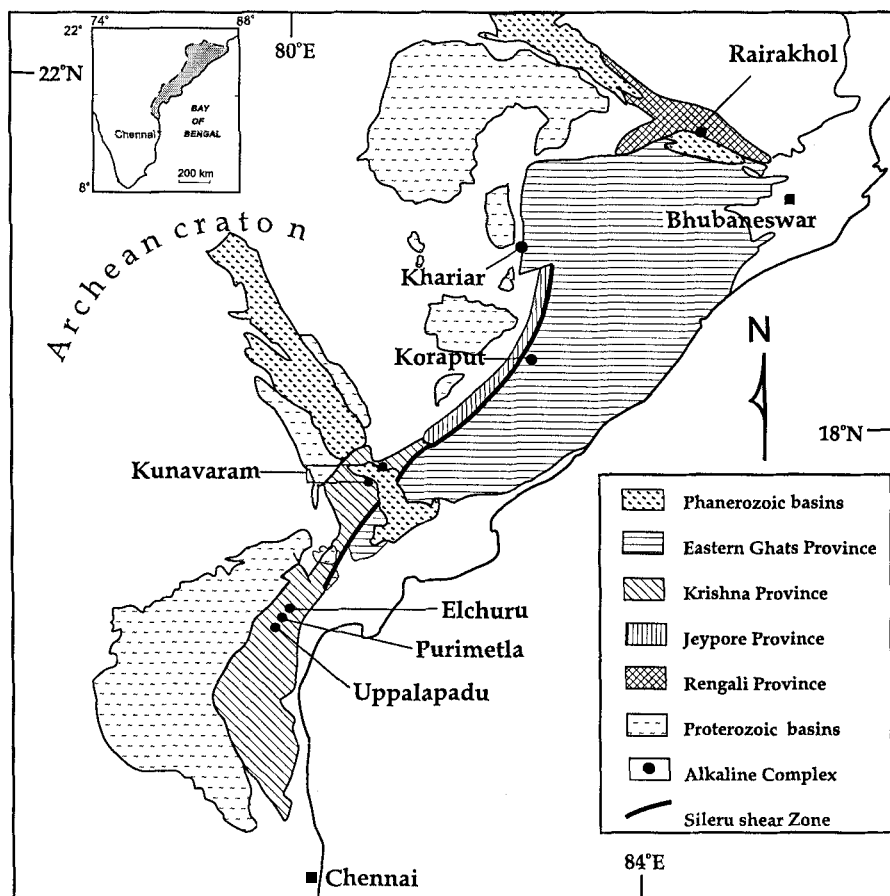 74°
88°
22°
BAY
OF
BENGAL
Chennai
200 km
8°
80°E
22°N
Rairakhol
Bhubaneswar
Archean craton
Khariar
Koraput
N
18°N
Kunavaram
Elchuru
Purimetla
Uppalapadu
Chennai
84°E
Phanerozoic basins
Eastern Ghats Province
Krishna Province
Jeypore Province
Rengali Province
Proterozoic basins
Alkaline Complex
Sileru shear Zone